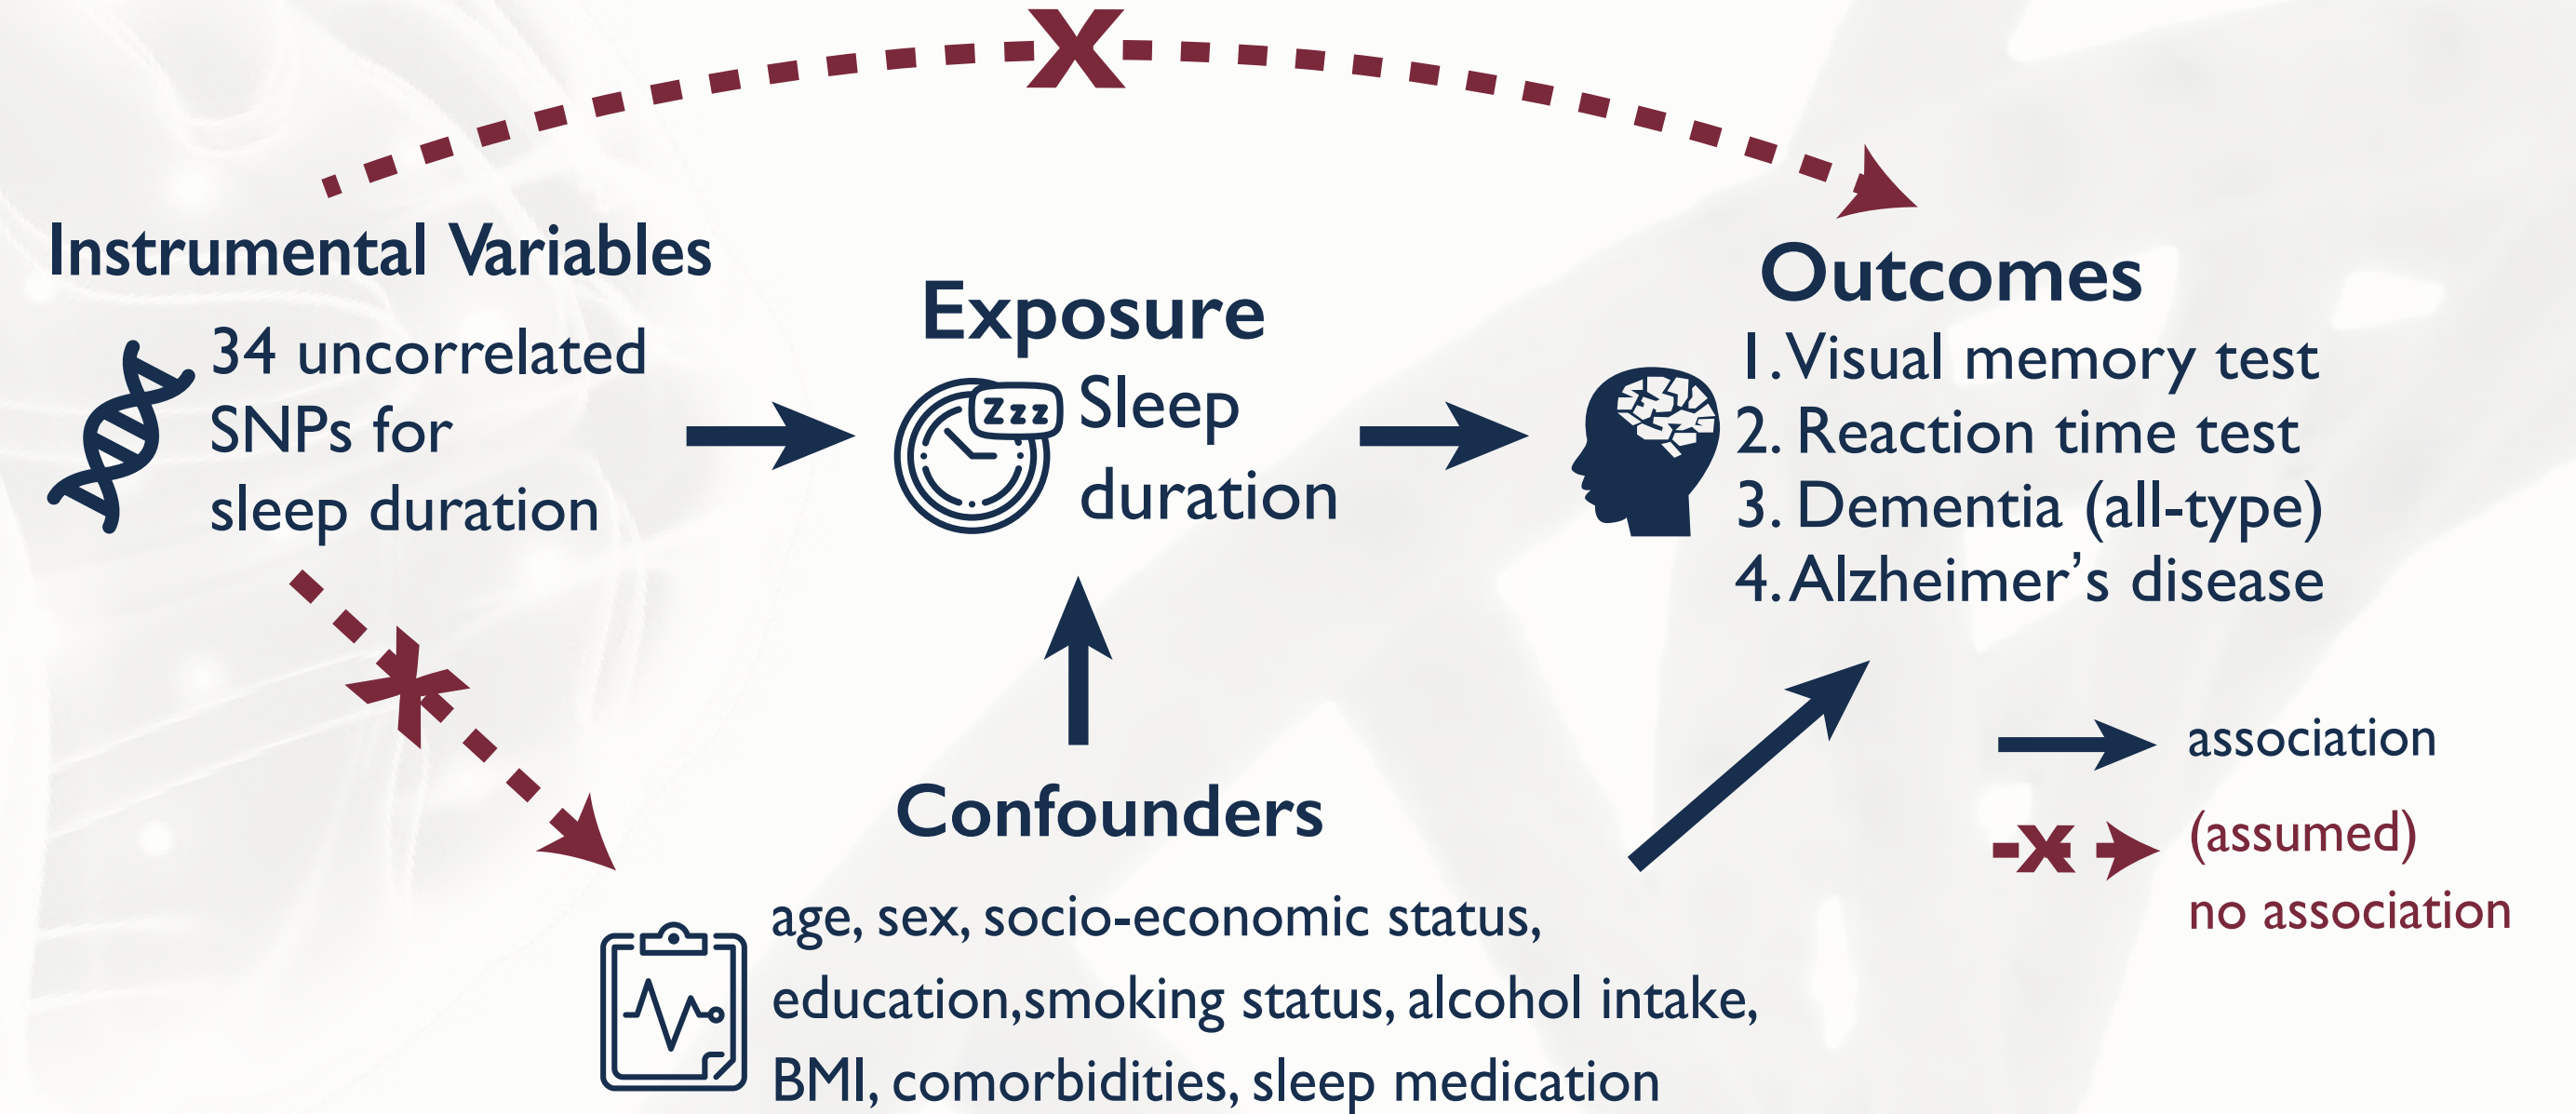 X
Instrumental Variables
34 uncorrelated
SNPs for
sleep duration
Exposure
Zzz
Sleep
duration
Outcomes
1. Visual memory test
2. Reaction time test
3. Dementia (all-type)
4. Alzheimer's disease
X
Confounders
age, sex, socio-economic status,
education,smoking status, alcohol intake,
BMI, comorbidities, sleep medication
association
X
(assumed)
no association